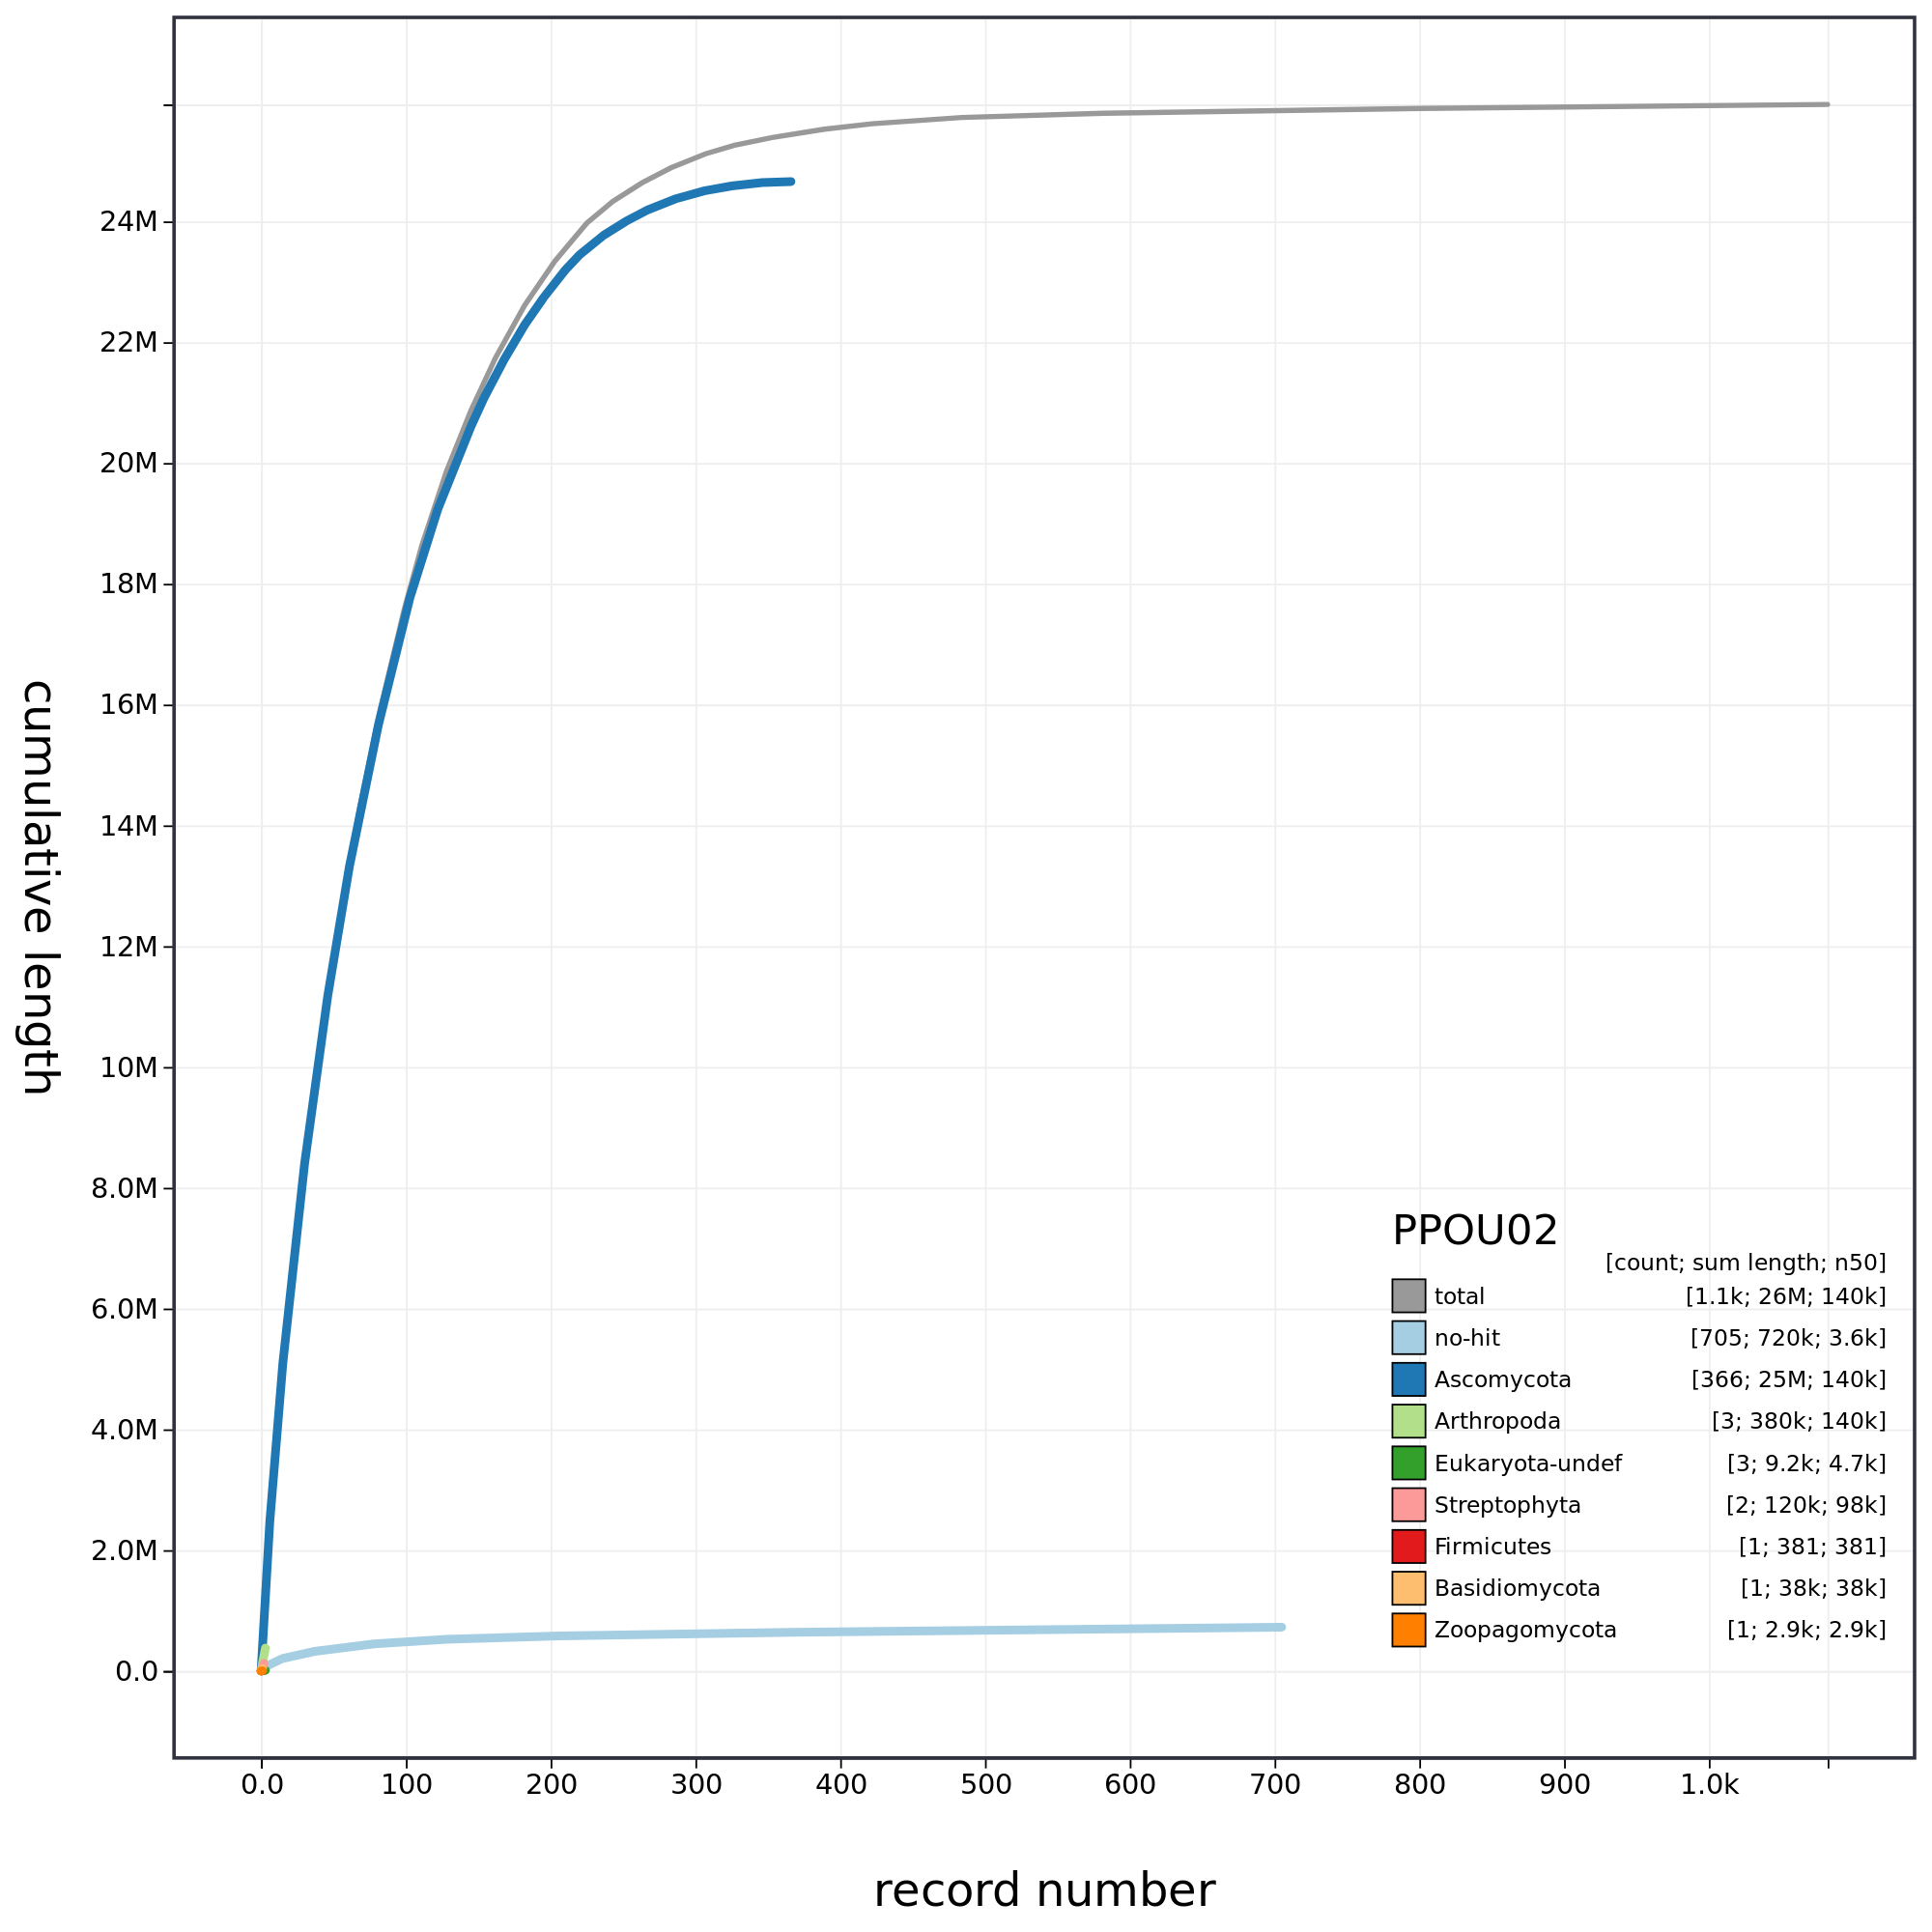 cumulative length
24M
22M
20M
18M
16M
14M
12M
10M
8.0M
6.0M
4.0M
2.0M
0.0
PPOU02
[count; sum length; n50]
total [1.1k; 26M; 140k]
no-hit [705; 720k; 3.6k]
Ascomycota [366; 25M; 140k]
Arthropoda [3; 380k; 140k]
Eukaryota-undef [3; 9.2k; 4.7k]
Streptophyta [2; 120k; 98k]
Firmicutes [1; 381; 381]
Basidiomycota [1; 38k; 38k]
Zoopagomycota [1; 2.9k; 2.9k]
0.0 100 200 300 400 500 600 700 800 900 1.0k
record number